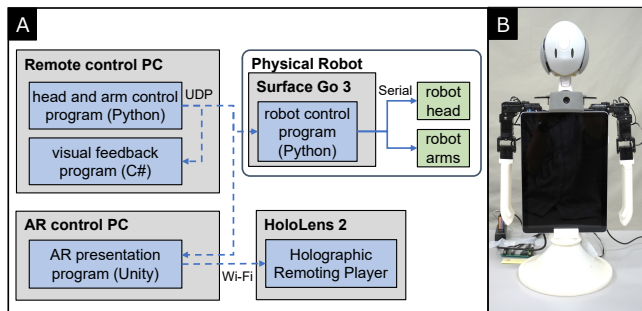 A
Remote control PC
head and arm control
program (Python)
UDP
visual feedback
program (C#)
Physical Robot
Surface Go 3
robot control
program
(Python)
Serial
robot
head
robot
arms
AR control PC
AR presentation
program (Unity)
Wi-Fi
HoloLens 2
Holographic
Remoting Player
B